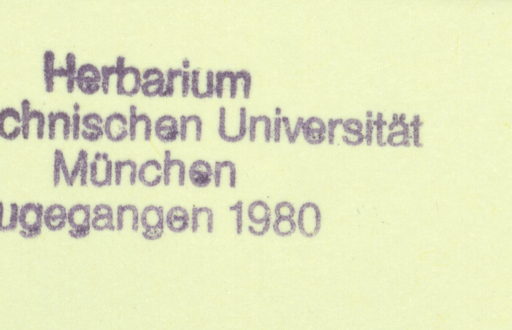 Herbarium
chnischen Universität
München
ugegangen 1980